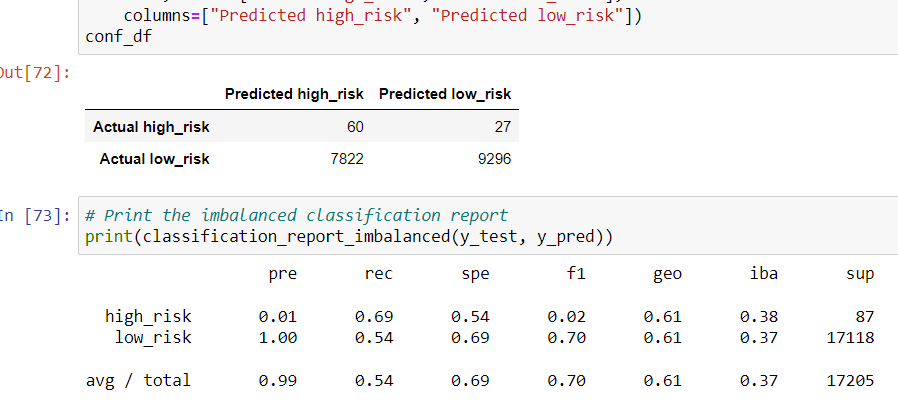 columns=["Predicted high_risk", "Predicted low_risk"])
conf_df
Out[72]:
Predicted high_risk Predicted low_risk
Actual high_risk 60 27
Actual low_risk 7822 9296
In [73]: # Print the imbalanced classification report
print(classification_report_imbalanced(y_test, y_pred))
pre rec spe f1 geo iba sup
high_risk 0.01 0.69 0.54 0.02 0.61 0.38 87
low_risk 1.00 0.54 0.69 0.70 0.61 0.37 17118
avg / total 0.99 0.54 0.69 0.70 0.61 0.37 17205